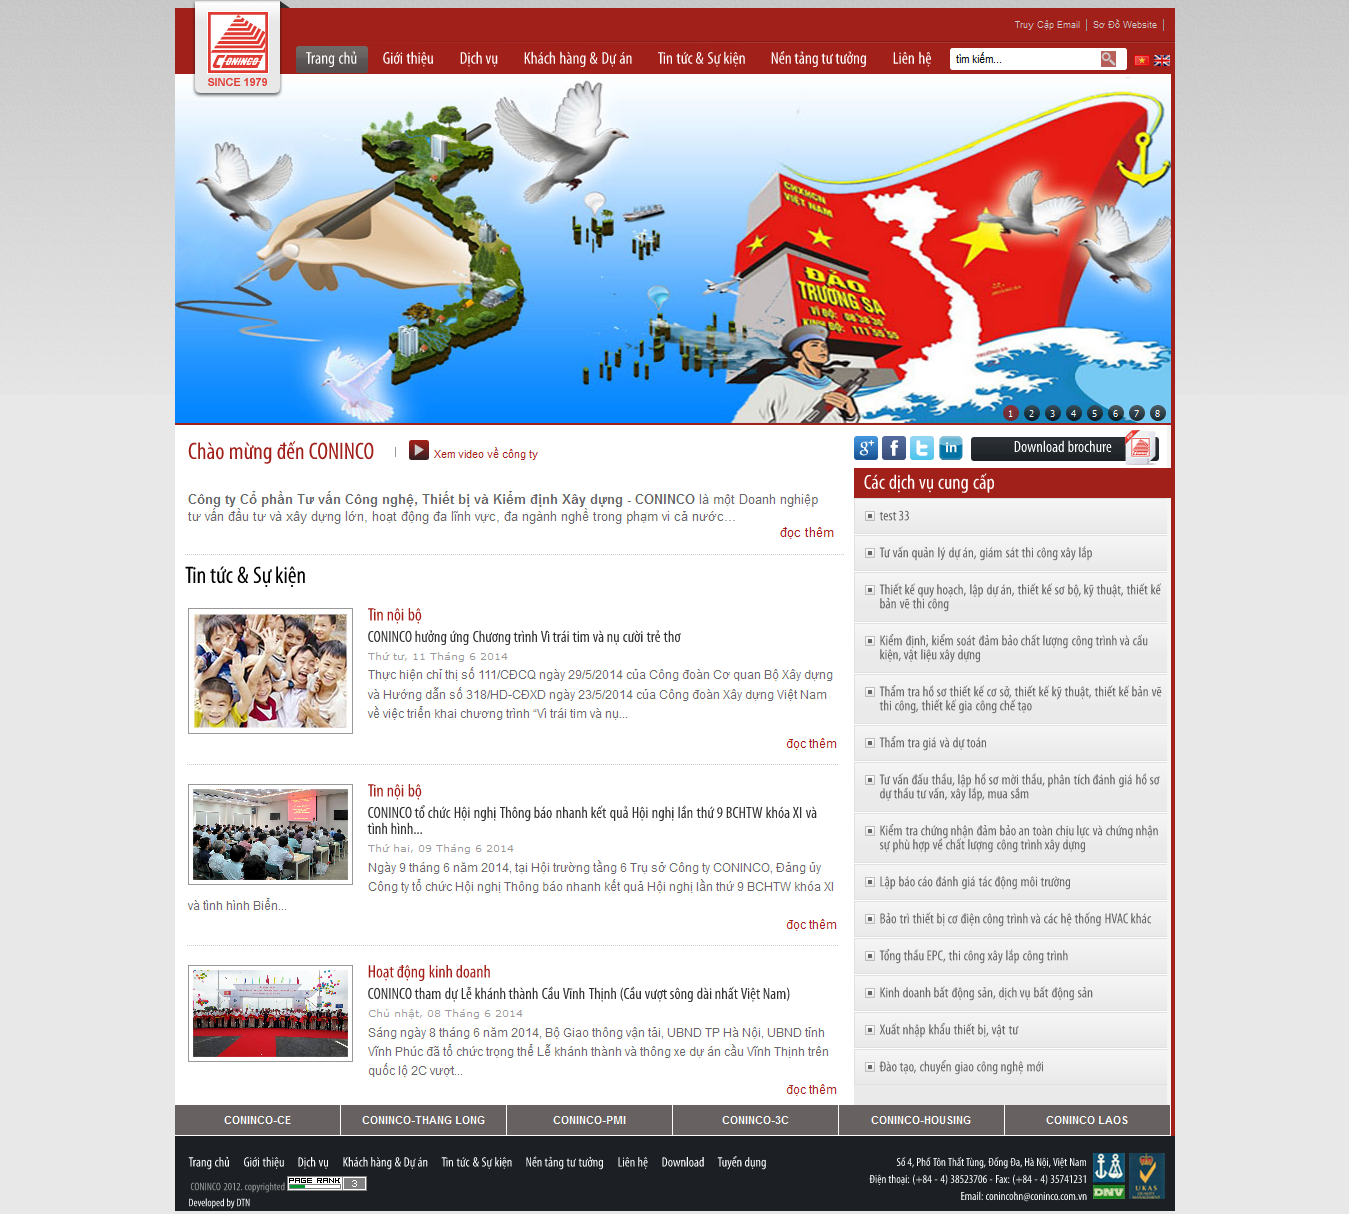 Truy Cập Email | Sơ Đồ Website |
CONINCO
SINCE 1979
Trang chủ Giới thiệu Dịch vụ Khách hàng & Dự án Tin tức & Sự kiện Nền tảng tư tưởng Liên hệ tìm kiếm...
CHXHCN
VIỆT NAM
ĐẢO
TRƯỜNG SA
1 2 3 4 5 6 7 8
Chào mừng đến CONINCO | Xem video về công ty
Download brochure
Công ty Cổ phần Tư vấn Công nghệ, Thiết bị và Kiểm định Xây dựng - CONINCO là một Doanh nghiệp
tư vấn đầu tư và xây dựng lớn, hoạt động đa lĩnh vực, đa ngành nghề trong phạm vi cả nước...
đọc thêm
Tin tức & Sự kiện
Tin nội bộ
CONINCO hưởng ứng Chương trình Vì trái tim và nụ cười trẻ thơ
Thứ tư, 11 Tháng 6 2014
Thực hiện chỉ thị số 111/CĐCQ ngày 29/5/2014 của Công đoàn Cơ quan Bộ Xây dựng
và Hướng dẫn số 318/HD-CĐXD ngày 23/5/2014 của Công đoàn Xây dựng Việt Nam
về việc triển khai chương trình “Vì trái tim và nụ...
đọc thêm
Tin nội bộ
CONINCO tổ chức Hội nghị Thông báo nhanh kết quả Hội nghị lần thứ 9 BCHTW khóa XI và
tình hình...
Thứ hai, 09 Tháng 6 2014
Ngày 9 tháng 6 năm 2014, tại Hội trường tầng 6 Trụ sở Công ty CONINCO, Đảng ủy
Công ty tổ chức Hội nghị Thông báo nhanh kết quả Hội nghị lần thứ 9 BCHTW khóa XI
và tình hình Biển...
đọc thêm
Hoạt động kinh doanh
CONINCO tham dự Lễ khánh thành Cầu Vĩnh Thịnh (Cầu vượt sông dài nhất Việt Nam)
Chủ nhật, 08 Tháng 6 2014
Sáng ngày 8 tháng 6 năm 2014, Bộ Giao thông vận tải, UBND TP Hà Nội, UBND tỉnh
Vĩnh Phúc đã tổ chức trọng thể Lễ khánh thành và thông xe dự án cầu Vĩnh Thịnh trên
quốc lộ 2C vượt...
đọc thêm
Các dịch vụ cung cấp
test 33
Tư vấn quản lý dự án, giám sát thi công xây lắp
Thiết kế quy hoạch, lập dự án, thiết kế sơ bộ, kỹ thuật, thiết kế
bản vẽ thi công
Kiểm định, kiểm soát đảm bảo chất lượng công trình và cấu
kiện, vật liệu xây dựng
Thẩm tra hồ sơ thiết kế cơ sở, thiết kế kỹ thuật, thiết kế bản vẽ
thi công, thiết kế gia công chế tạo
Thẩm tra giá và dự toán
Tư vấn đấu thầu, lập hồ sơ mời thầu, phân tích đánh giá hồ sơ
dự thầu tư vấn, xây lắp, mua sắm
Kiểm tra chứng nhận đảm bảo an toàn chịu lực và chứng nhận
sự phù hợp về chất lượng công trình xây dựng
Lập báo cáo đánh giá tác động môi trường
Bảo trì thiết bị cơ điện công trình và các hệ thống HVAC khác
Tổng thầu EPC, thi công xây lắp công trình
Kinh doanh bất động sản, dịch vụ bất động sản
Xuất nhập khẩu thiết bị, vật tư
Đào tạo, chuyển giao công nghệ mới
CONINCO-CE CONINCO-THANG LONG CONINCO-PMI CONINCO-3C CONINCO-HOUSING CONINCO LAOS
Trang chủ Giới thiệu Dịch vụ Khách hàng & Dự án Tin tức & Sự kiện Nền tảng tư tưởng Liên hệ Download Tuyển dụng
CONINCO 2012. copyrighted PAGE RANK 3
Developed by DTN
Số 4, Phố Tôn Thất Tùng, Đống Đa, Hà Nội, Việt Nam
Điện thoại: (+84 - 4) 38523706 - Fax: (+84 - 4) 35741231
Email: conincohn@coninco.com.vn
DNV
UKAS